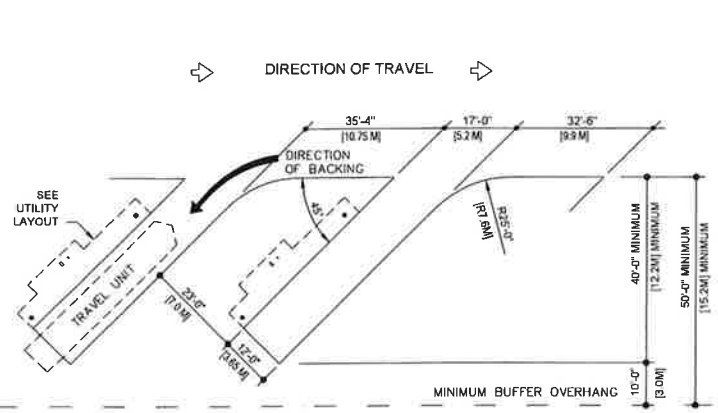 DIRECTION OF TRAVEL
35'-4"
[10.75 M]
17'-0"
[5.2 M]
32'-6"
[9.9 M]
DIRECTION
OF BACKING
SEE
UTILITY
LAYOUT
45°
R25'-0"
[R7.6M]
TRAVEL UNIT
23'-0"
[7.0 M]
12'-0"
[3.65 M]
40'-0" MINIMUM
[12.2M] MINIMUM
50'-0" MINIMUM
[15.2M] MINIMUM
MINIMUM BUFFER OVERHANG
10'-0"
[3.0M]